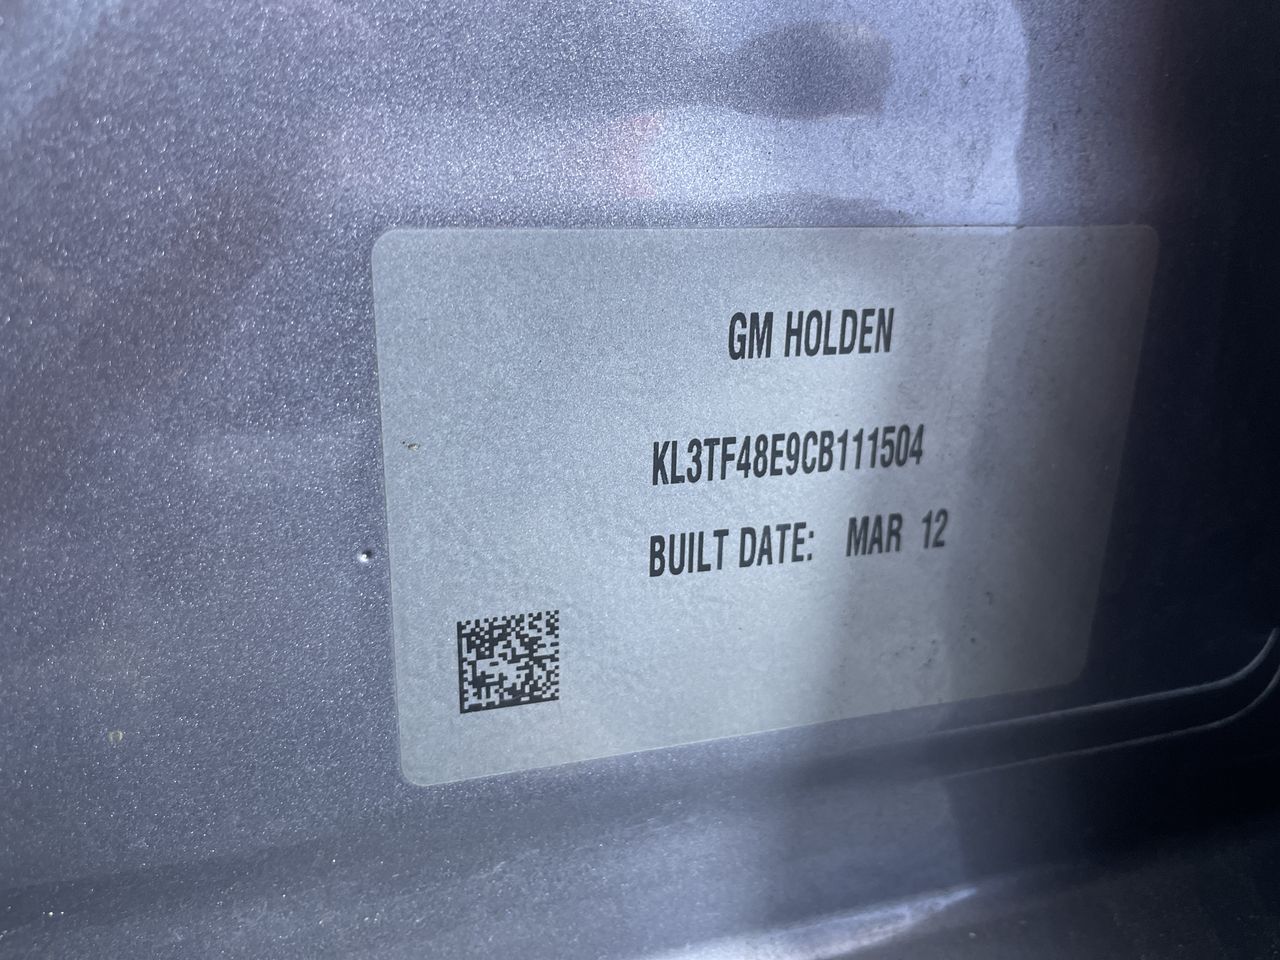 GM HOLDEN
KL3TF48E9CB111504
BUILT DATE: MAR 12